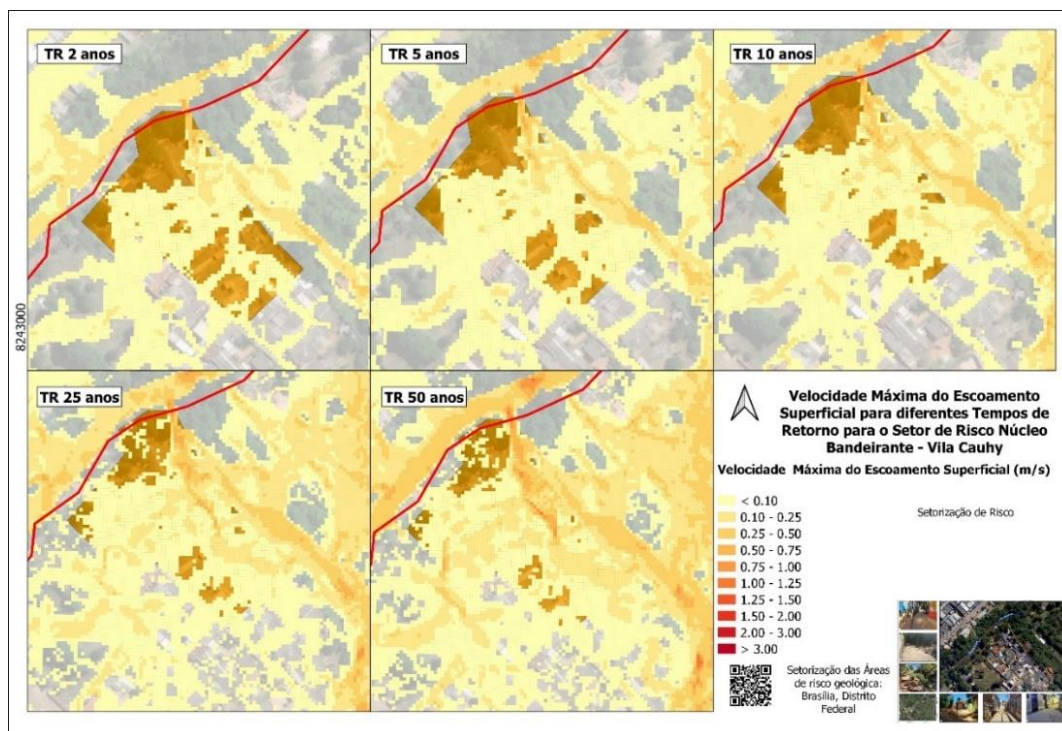 TR 2 anos
TR 5 anos
TR 10 anos
8243000
TR 25 anos
TR 50 anos
Velocidade Máxima do Escoamento
Superficial para diferentes Tempos de
Retorno para o Setor de Risco Núcleo
Bandeirante - Vila Cauhy
Velocidade Máxima do Escoamento Superficial (m/s)
< 0.10
0.10 - 0.25
0.25 - 0.50
0.50 - 0.75
0.75 - 1.00
1.00 - 1.25
1.25 - 1.50
1.50 - 2.00
2.00 - 3.00
> 3.00
Setorização de Risco
Setorização das Áreas
de risco geológica:
Brasília, Distrito
Federal